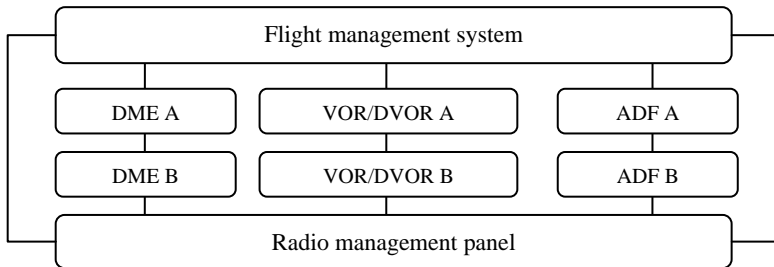 Flight management system
DME A
VOR/DVOR A
ADF A
DME B
VOR/DVOR B
ADF B
Radio management panel